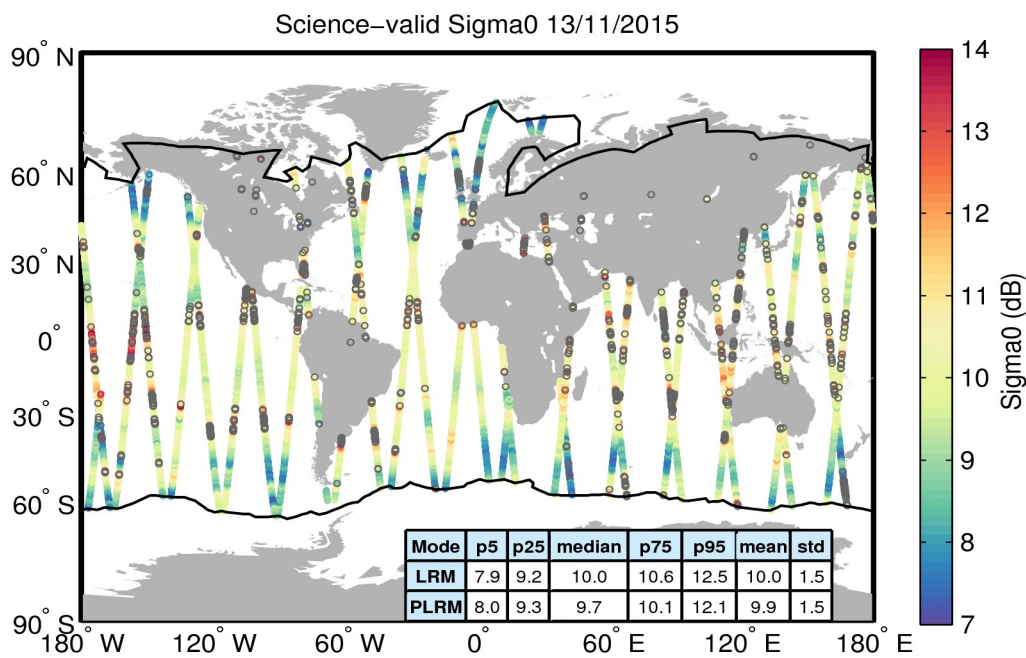 Science−valid Sigma0 13/11/2015
90° N
60° N
30° N
0°
30° S
60° S
90° S
180° W
120° W
60° W
0°
60° E
120° E
180° E
14
13
12
11
10
9
8
7
Sigma0 (dB)
Mode p5 p25 median p75 p95 mean std
LRM 7.9 9.2 10.0 10.6 12.5 10.0 1.5
PLRM 8.0 9.3 9.7 10.1 12.1 9.9 1.5